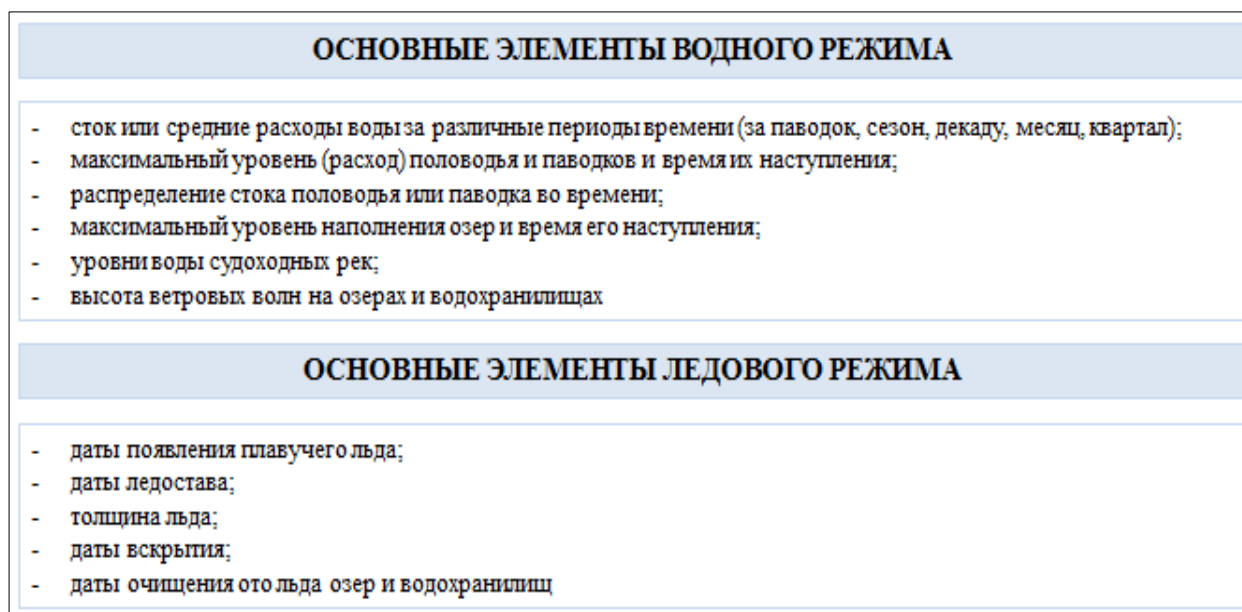 ОСНОВНЫЕ ЭЛЕМЕНТЫ ВОДНОГО РЕЖИМА
- сток или средние расходы воды за различные периоды времени (за паводок, сезон, декаду, месяц, квартал);
- максимальный уровень (расход) половодья и паводков и время их наступления;
- распределение стока половодья или паводка во времени;
- максимальный уровень наполнения озер и время его наступления;
- уровни воды судоходных рек;
- высота ветровых волн на озерах и водохранилищах
ОСНОВНЫЕ ЭЛЕМЕНТЫ ЛЕДОВОГО РЕЖИМА
- даты появления плавучего льда;
- даты ледостава;
- толщина льда;
- даты вскрытия;
- даты очищения ото льда озер и водохранилищ